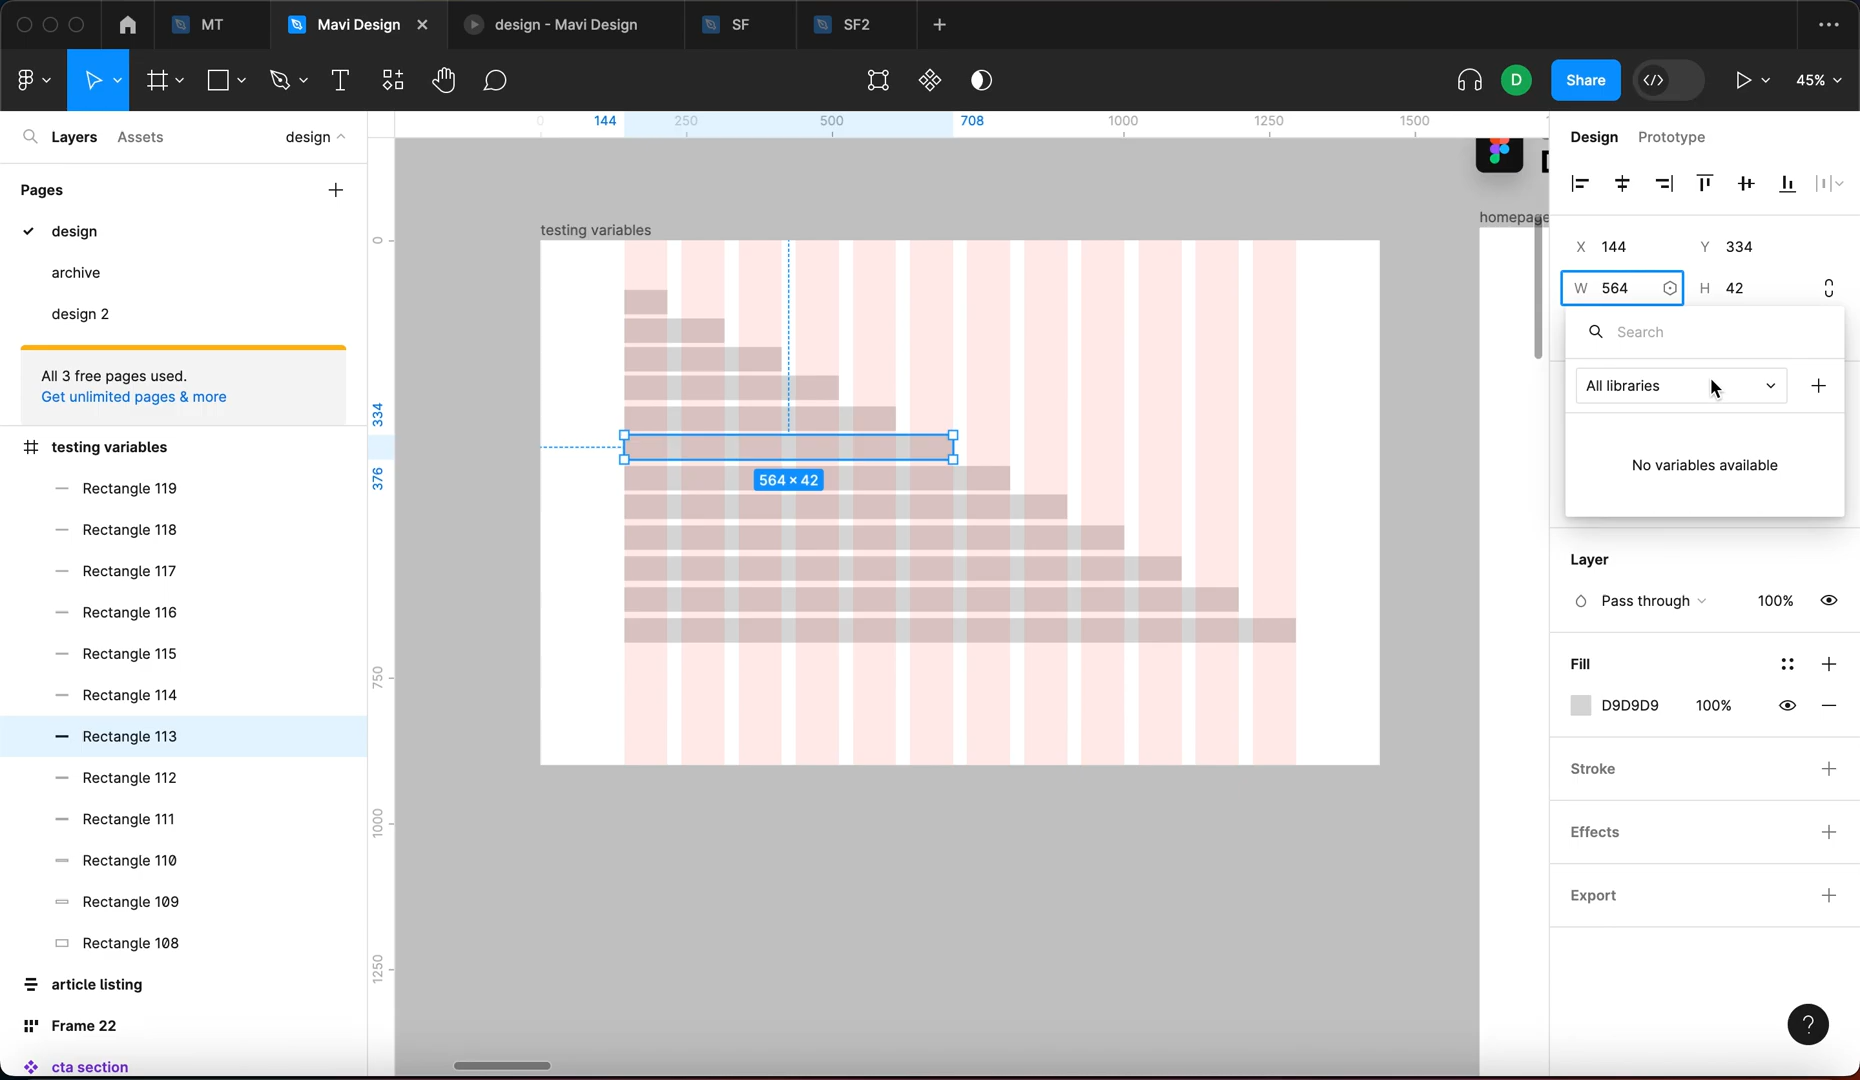 MT
Mavi Design
design - Mavi Design
SF
SF2
T
D
Share
45%
Layers
Assets
design
Pages
design
archive
design 2
All 3 free pages used.
Get unlimited pages & more
testing variables
Rectangle 119
Rectangle 118
Rectangle 117
Rectangle 116
Rectangle 115
Rectangle 114
Rectangle 113
Rectangle 112
Rectangle 111
Rectangle 110
Rectangle 109
Rectangle 108
article listing
Frame 22
cta section
0
144
250
500
708
1000
1250
1500
0
334
376
750
1000
1250
testing variables
564 × 42
homepage
Design
Prototype
X 144
Y 334
W 564
H 42
Search
All libraries
No variables available
Layer
Pass through
100%
Fill
D9D9D9
100%
Stroke
Effects
Export
?